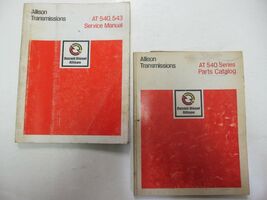 Allison
Transmissions
AT 540, 543
Service Manual
Detroit Diesel
Allison
Allison
Transmissions
AT 540 Series
Parts Catalog
Detroit Diesel
Allison